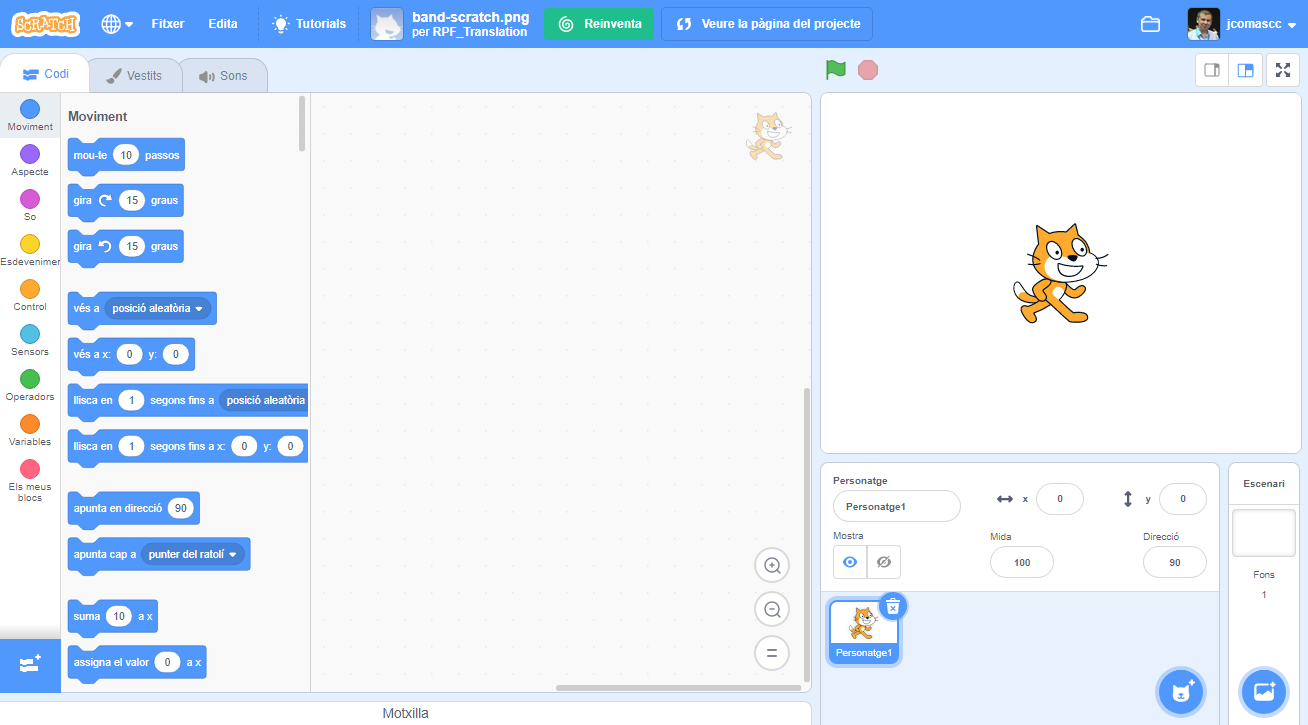 SCRATCH
Fitxer
Edita
Tutorials
band-scratch.png
per RPF_Translation
Reinventa
Veure la pàgina del projecte
jcomascc
Codi
Vestits
Sons
Moviment
Aspecte
So
Esdevenimen
Control
Sensors
Operadors
Variables
Els meus
blocs
Moviment
mou-te 10 passos
gira 15 graus
gira 15 graus
vés a posició aleatòria
vés a x: 0 y: 0
llisca en 1 segons fins a posició aleatòria
llisca en 1 segons fins a x: 0 y: 0
apunta en direcció 90
apunta cap a punter del ratolí
suma 10 a x
assigna el valor 0 a x
Motxilla
Personatge
Personatge1
x 0
y 0
Mostra
Mida
100
Direcció
90
Personatge1
Escenari
Fons
1